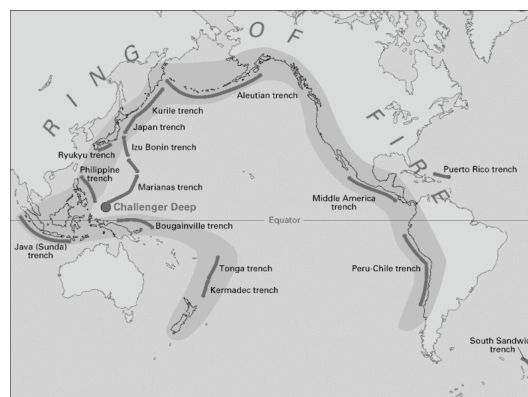 RING OF FIRE
Aleutian trench
Kurile trench
Japan trench
Izu Bonin trench
Ryukyu trench
Philippine
trench
Marianas trench
Challenger Deep
Bougainville trench
Equator
Java (Sunda)
trench
Tonga trench
Kermadec trench
Middle America
trench
Puerto Rico trench
Peru-Chile trench
South Sandwic
trench